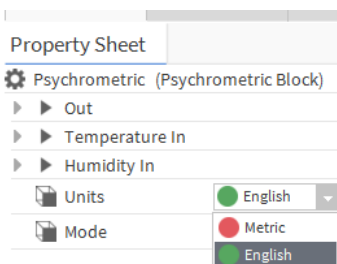 Property Sheet
Psychrometric (Psychrometric Block)
Out
Temperature In
Humidity In
Units English
Mode Metric
English